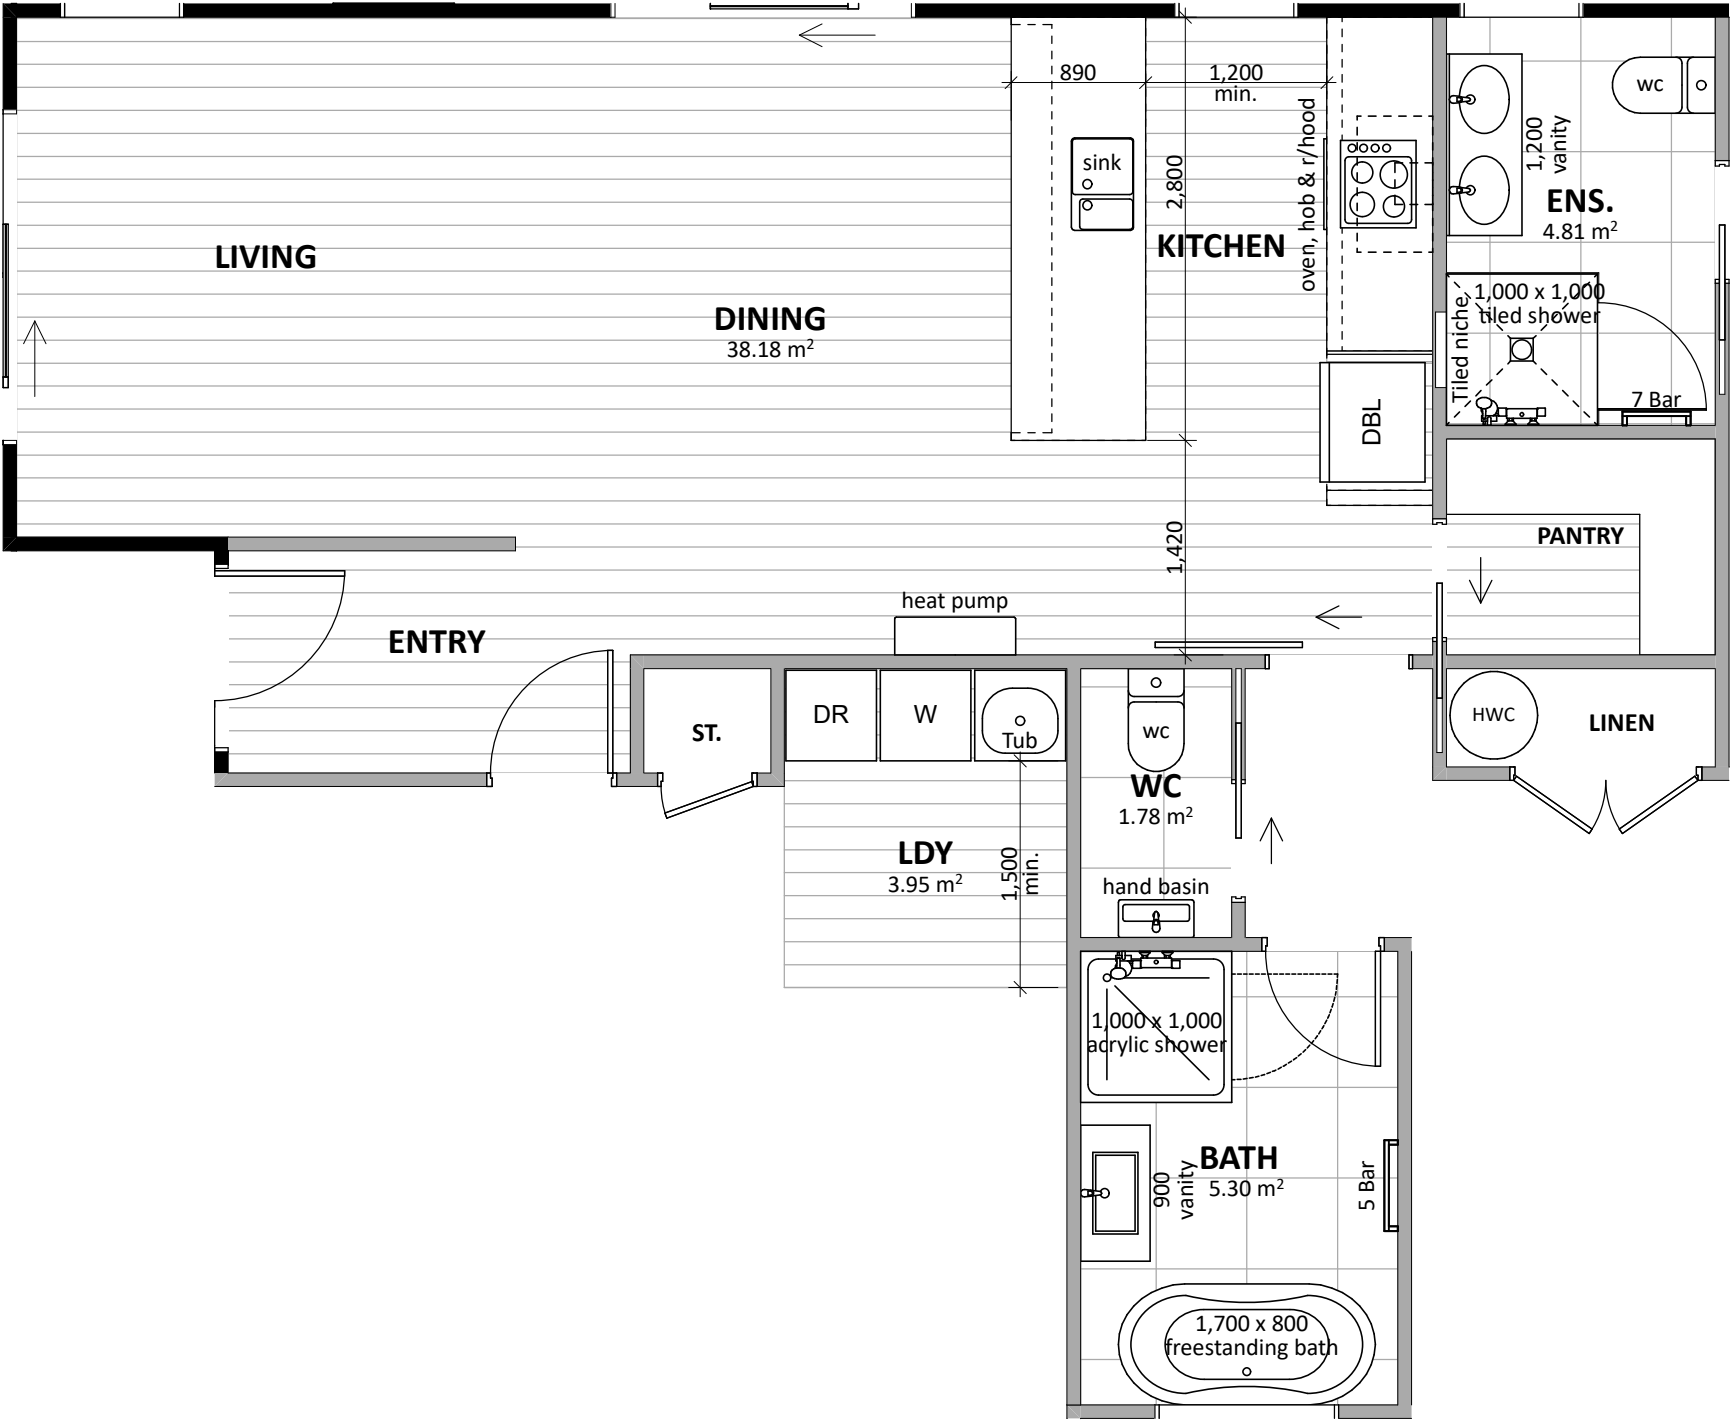 890
1,200
min.
wc
sink
2,800
oven, hob & r/hood
1,200
vanity
ENS.
4.81 m²
LIVING
KITCHEN
DINING
38.18 m²
1,000 x 1,000
tiled shower
Tiled niche
7 Bar
DBL
1,420
PANTRY
heat pump
ENTRY
ST.
DR
W
Tub
wc
HWC
LINEN
WC
1.78 m²
LDY
3.95 m²
1,500
min.
hand basin
1,000 x 1,000
acrylic shower
BATH
5.30 m²
900
vanity
5 Bar
1,700 x 800
freestanding bath